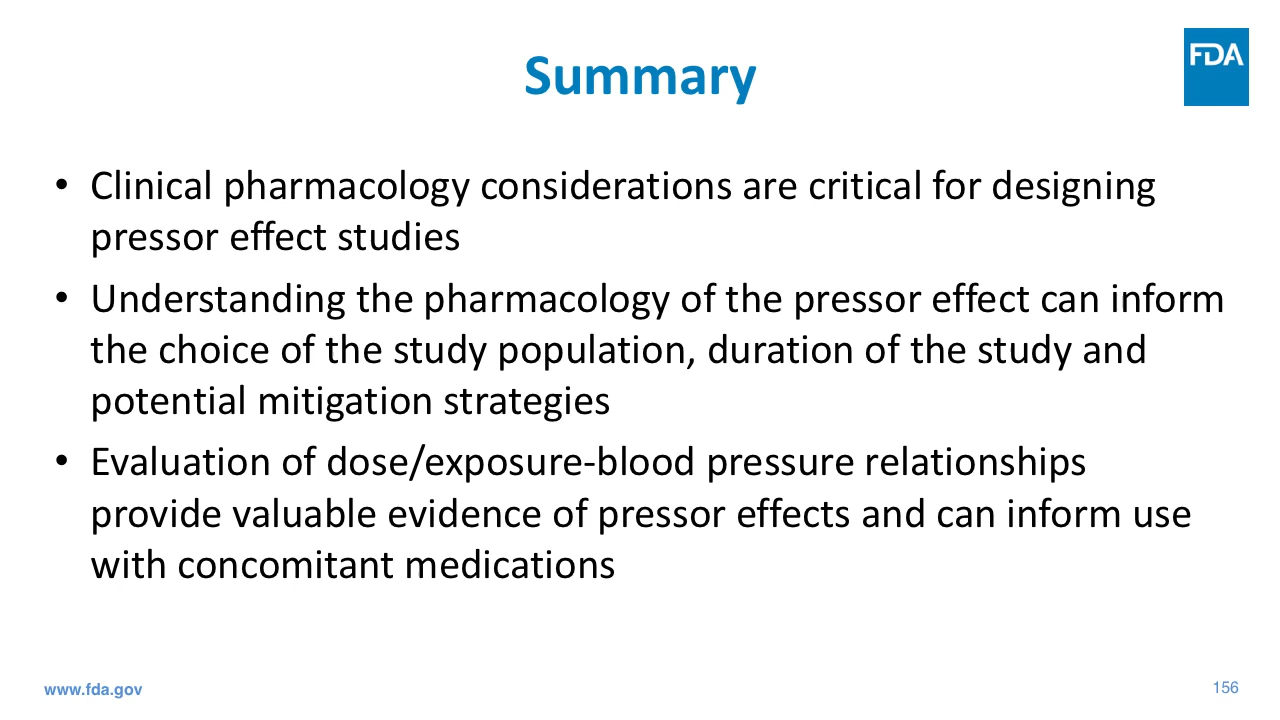 Summary
FDA
• Clinical pharmacology considerations are critical for designing
pressor effect studies
• Understanding the pharmacology of the pressor effect can inform
the choice of the study population, duration of the study and
potential mitigation strategies
• Evaluation of dose/exposure-blood pressure relationships
provide valuable evidence of pressor effects and can inform use
with concomitant medications
www.fda.gov
156